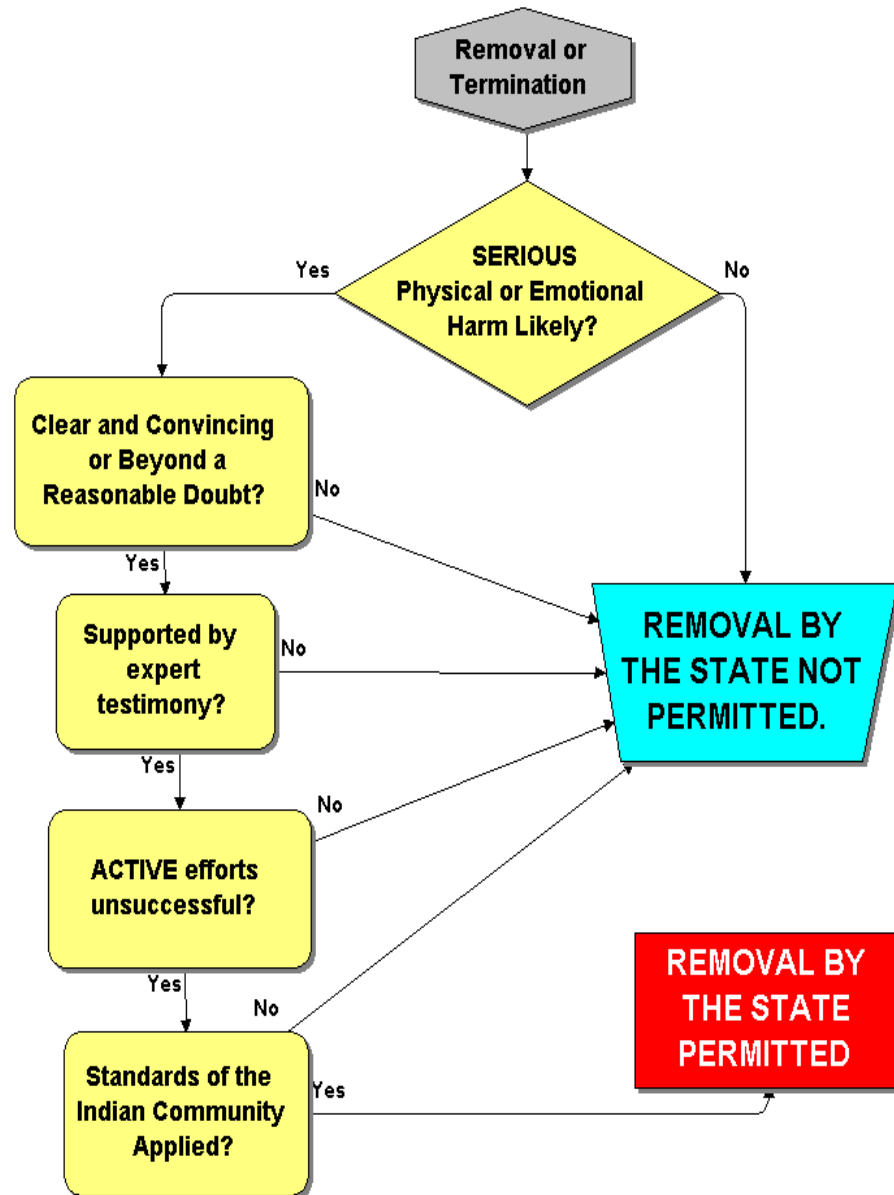 Removal or
Termination
SERIOUS
Physical or Emotional
Harm Likely?
Yes
No
Clear and Convincing
or Beyond a
Reasonable Doubt?
No
Yes
Supported by
expert
testimony?
No
Yes
REMOVAL BY
THE STATE NOT
PERMITTED.
ACTIVE efforts
unsuccessful?
No
Yes
Standards of the
Indian Community
Applied?
No
Yes
REMOVAL BY
THE STATE
PERMITTED